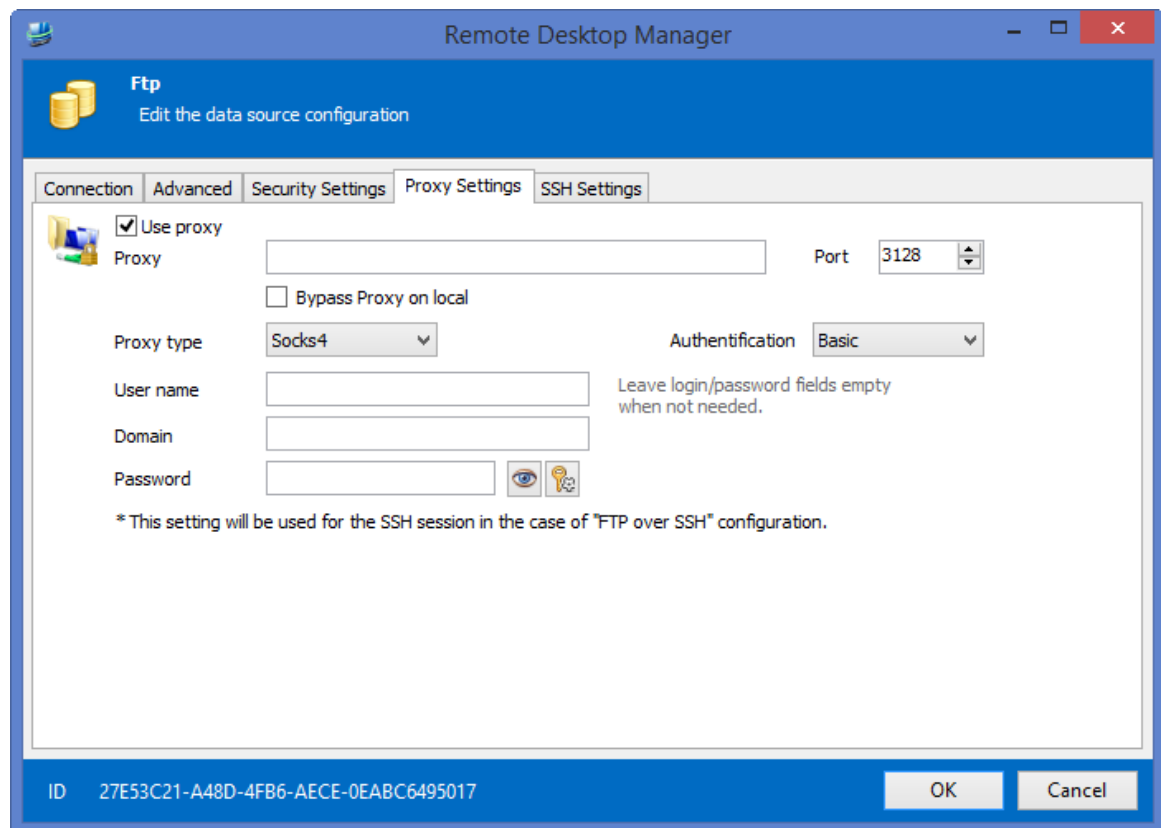 Remote Desktop Manager
Ftp
Edit the data source configuration
Connection Advanced Security Settings Proxy Settings SSH Settings
Use proxy
Proxy Port 3128
Bypass Proxy on local
Proxy type Socks4 Authentification Basic
User name Leave login/password fields empty
when not needed.
Domain
Password
* This setting will be used for the SSH session in the case of "FTP over SSH" configuration.
ID 27E53C21-A48D-4FB6-AECE-0EABC6495017 OK Cancel